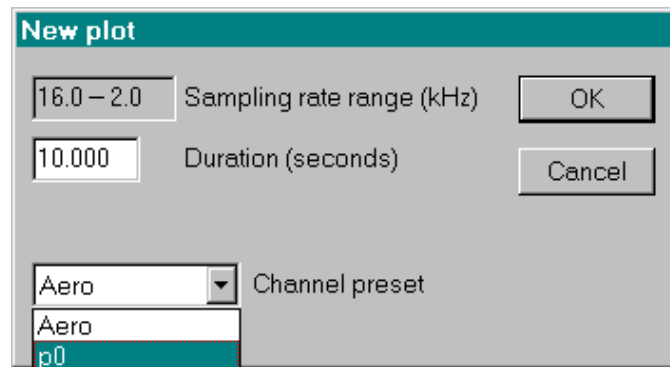 New plot
16.0 – 2.0 Sampling rate range (kHz) OK
10.000 Duration (seconds) Cancel
Aero Channel preset
Aero
p0